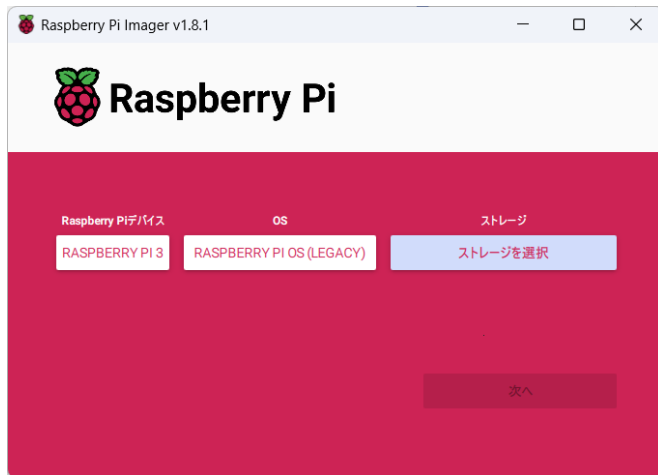 Raspberry Pi Imager v1.8.1
Raspberry Pi
Raspberry Piデバイス OS ストレージ
RASPBERRY PI 3 RASPBERRY PI OS (LEGACY) ストレージを選択
次へ